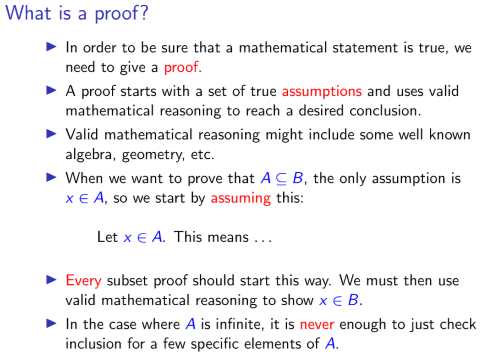 What is a proof?
In order to be sure that a mathematical statement is true, we
need to give a proof.
A proof starts with a set of true assumptions and uses valid
mathematical reasoning to reach a desired conclusion.
Valid mathematical reasoning might include some well known
algebra, geometry, etc.
When we want to prove that A ⊆ B, the only assumption is
x ∈ A, so we start by assuming this:
Let x ∈ A. This means ...
Every subset proof should start this way. We must then use
valid mathematical reasoning to show x ∈ B.
In the case where A is infinite, it is never enough to just check
inclusion for a few specific elements of A.